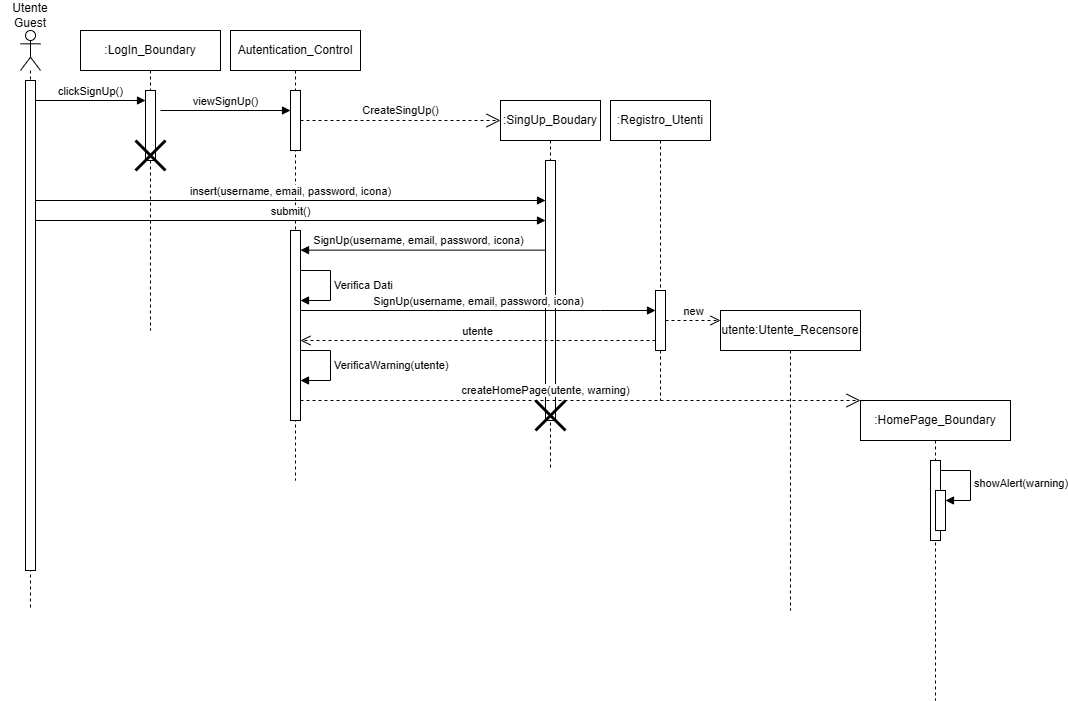 Utente
Guest
:LogIn_Boundary
Autentication_Control
clickSignUp()
viewSignUp()
CreateSingUp()
:SingUp_Boudary
:Registro_Utenti
insert(username, email, password, icona)
submit()
SignUp(username, email, password, icona)
Verifica Dati
SignUp(username, email, password, icona)
new
utente:Utente_Recensore
utente
VerificaWarning(utente)
createHomePage(utente, warning)
:HomePage_Boundary
showAlert(warning)